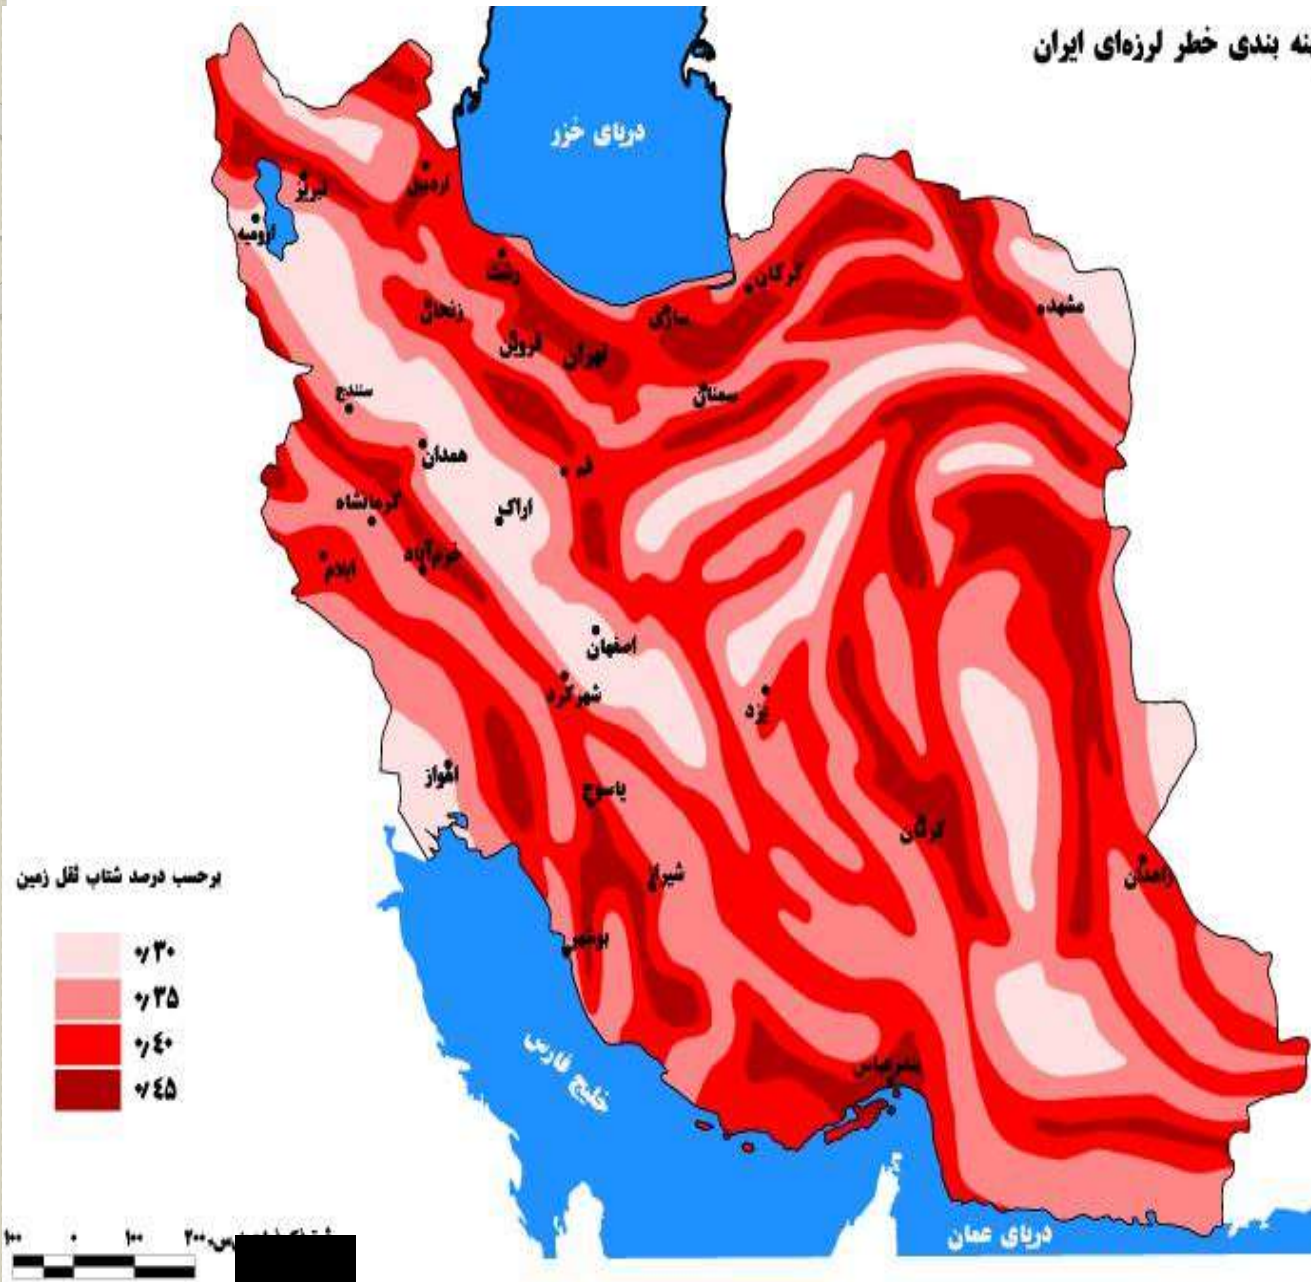 بندی خطر لرزه‌ای ایران
دریای خزر
تبریز
اردبیل
ارومیه
رشت
گرگان
ساری
مشهد
زنجان
قزوین
تهران
سمنان
سنندج
همدان
قم
کرمانشاه
اراک
خرم‌آباد
ایلام
اصفهان
شهرکرد
یزد
اهواز
یاسوج
کرمان
شیراز
زاهدان
بوشهر
بندرعباس
خلیج فارس
دریای عمان
برحسب درصد شتاب ثقل زمین
۰٫۳۰
۰٫۳۵
۰٫٤۰
۰٫٤۵
۱۰۰ ۰ ۱۰۰ ۲۰۰